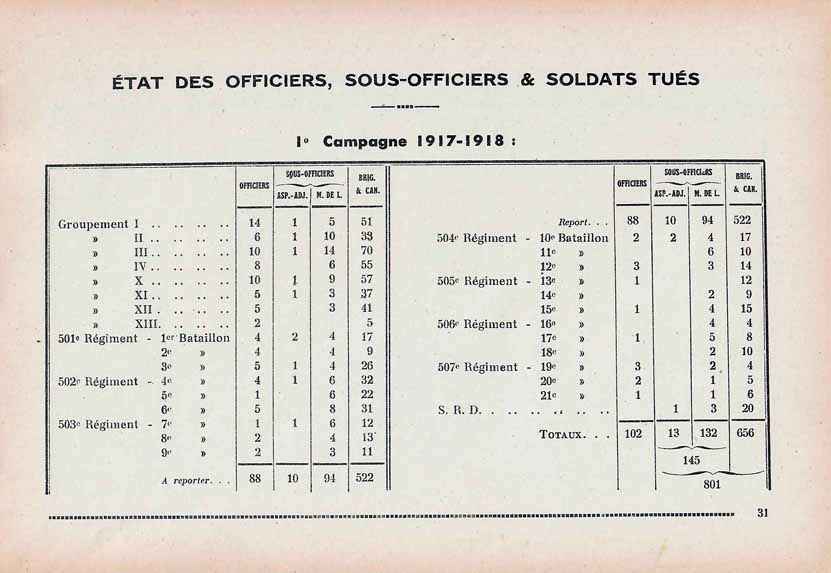 ÉTAT DES OFFICIERS, SOUS-OFFICIERS & SOLDATS TUÉS
1º Campagne 1917-1918 :
OFFICIERS SOUS-OFFICIERS BRIG. & CAN.
ASP.-ADJ. M. DE L.
Groupement I .. .. .. .. .. 14 1 5 51
» II .. .. .. .. .. 6 1 10 33
» III .. .. .. .. .. 10 1 14 70
» IV .. .. .. .. .. 8 6 55
» X .. .. .. .. .. 10 1 9 57
» XI .. .. .. .. .. 5 1 3 37
» XII . .. .. .. .. 5 3 41
» XIII. .. .. .. .. 2 5
501e Régiment - 1er Bataillon 4 2 4 17
2e » 4 4 9
3e » 5 1 4 26
502e Régiment - 4e » 4 1 6 32
5e » 1 6 22
6e » 5 8 31
503e Régiment - 7e » 1 1 6 12
8e » 2 4 13
9e » 2 3 11
A reporter. . . 88 10 94 522
OFFICIERS SOUS-OFFICIERS BRIG. & CAN.
ASP.-ADJ. M. DE L.
Report. . . 88 10 94 522
504e Régiment - 10e Bataillon 2 2 4 17
11e » 6 10
12e » 3 3 14
505e Régiment - 13e » 1 12
14e » 2 9
15e » 1 4 15
506e Régiment - 16e » 4 4
17e » 1 5 8
18e » 2 10
507e Régiment - 19e » 3 2 4
20e » 2 1 5
21e » 1 1 6
S. R. D. . .. .. .. .. .. 1 3 20
TOTAUX. . . 102 13 132 656
145
801
31